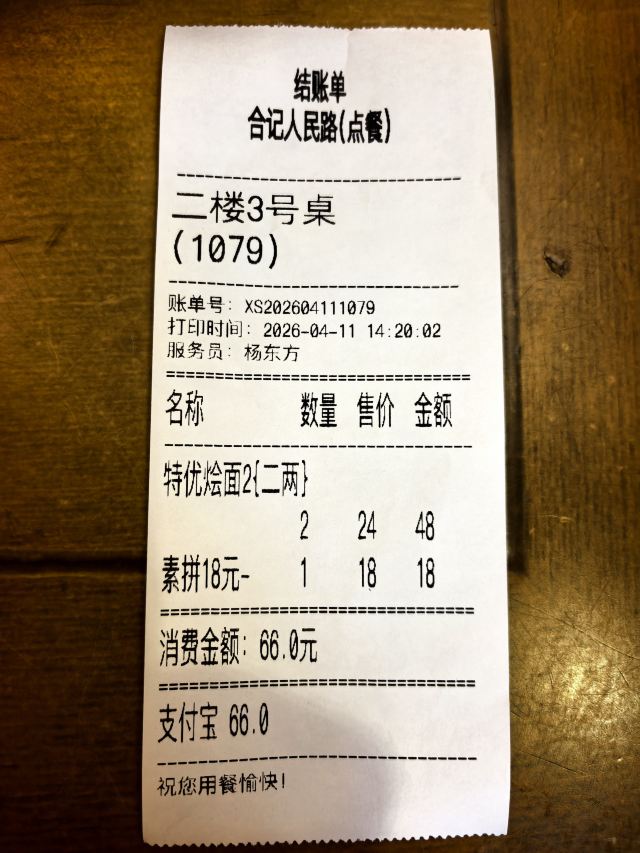 结账单
合记人民路(点餐)
二楼3号桌
(1079)
账单号: XS202604111079
打印时间: 2026-04-11 14:20:02
服务员: 杨东方
名称 数量 售价 金额
特优烩面2{二两}
2 24 48
素拼18元- 1 18 18
消费金额: 66.0元
支付宝 66.0
祝您用餐愉快!